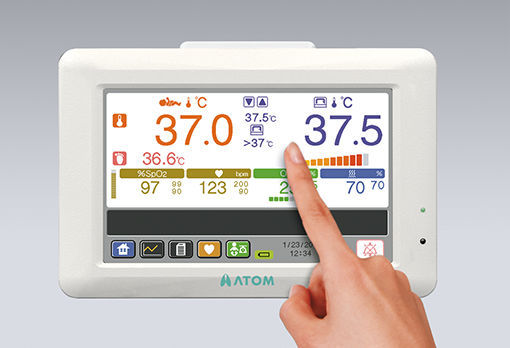 ℃ ℃
37.0 37.5℃ 37.5
>37℃
36.6℃
%SpO2 bpm % %
97 99 90 123 200 90 70 70
1/23/20
12:34
ATOM